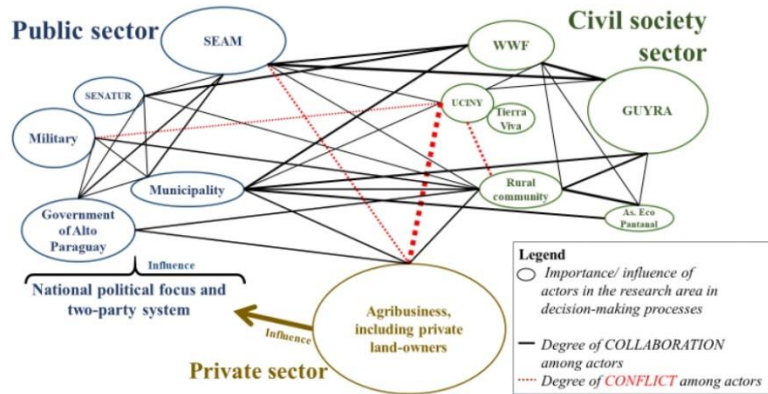 Public sector
SEAM
WWF
Civil society
sector
SENATUR
UCINY
Tierra
Viva
GUYRA
Military
Municipality
Rural
community
Government
of Alto
Paraguay
As. Eco
Pantanal
Influence
National political focus and
two-party system
Influence
Agribusiness,
including private
land-owners
Private sector
Legend
Importance/ influence of
actors in the research area in
decision-making processes
Degree of COLLABORATION
among actors
Degree of CONFLICT among actors